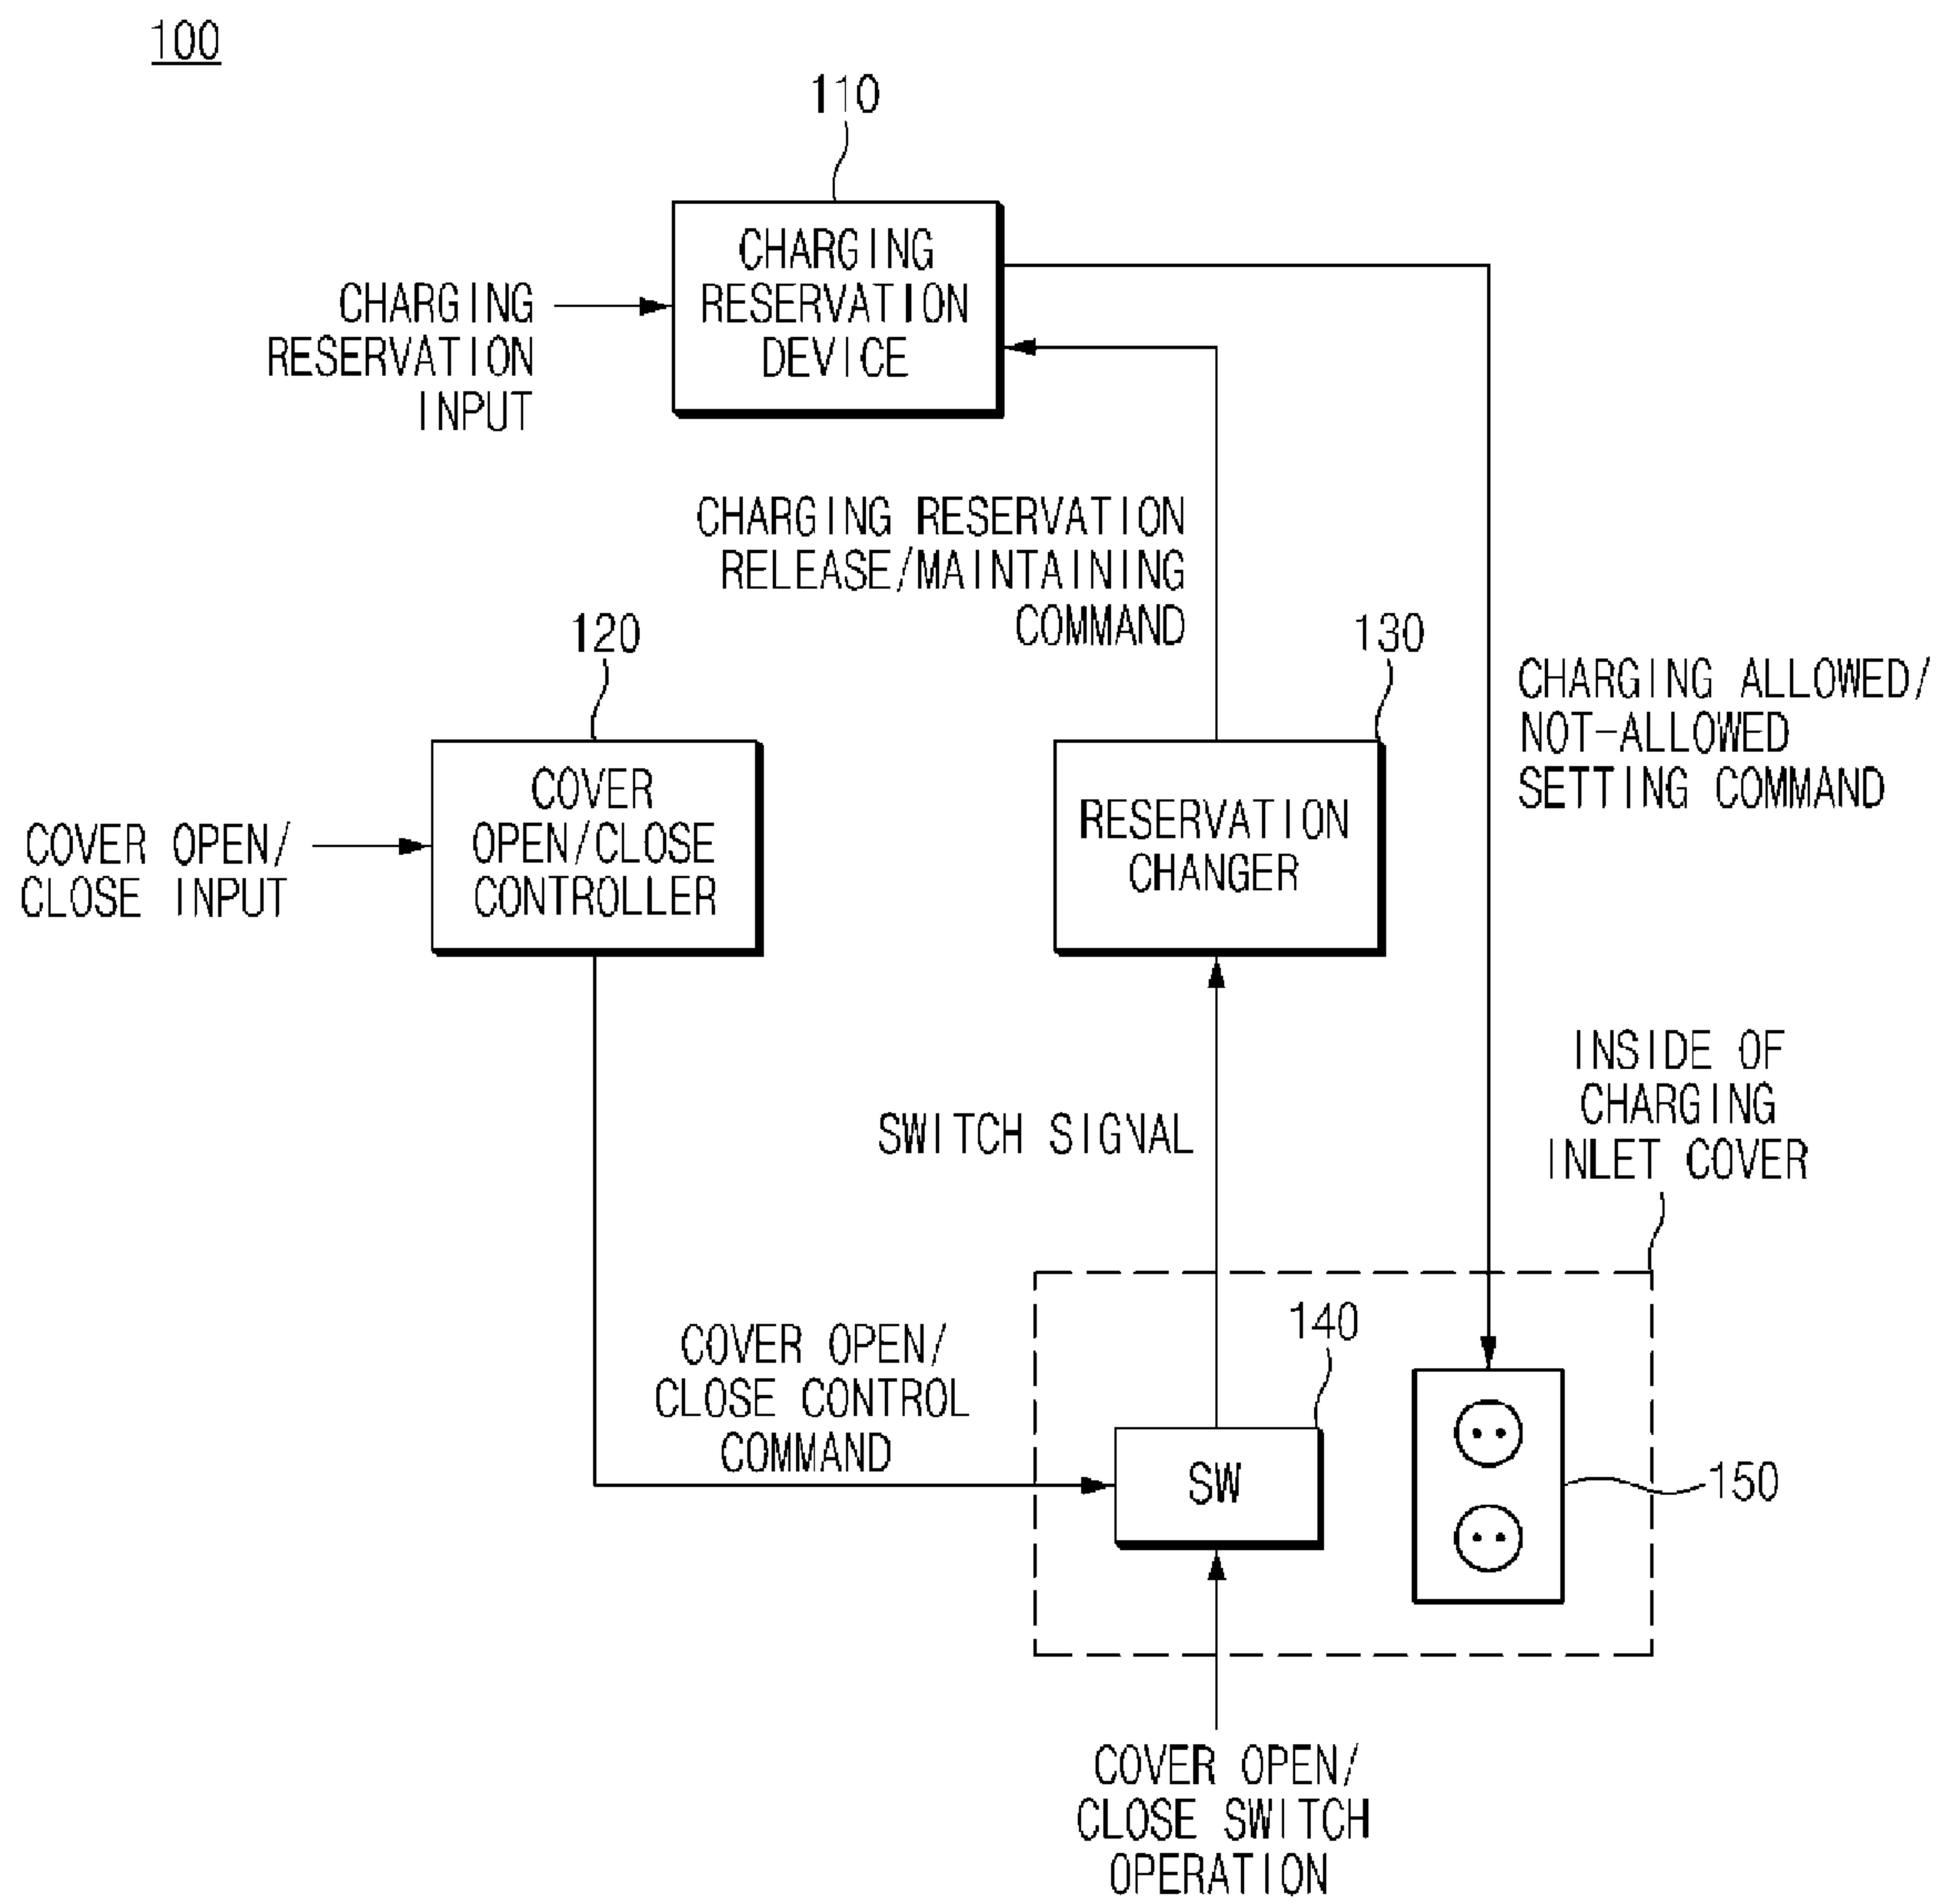 100
110
CHARGING
RESERVATION
DEVICE
CHARGING
RESERVATION
INPUT
CHARGING RESERVATION
RELEASE/MAINTAINING
COMMAND
120
130
CHARGING ALLOWED/
NOT-ALLOWED
SETTING COMMAND
COVER
OPEN/CLOSE
CONTROLLER
RESERVATION
CHANGER
COVER OPEN/
CLOSE INPUT
INSIDE OF
CHARGING
INLET COVER
SWITCH SIGNAL
140
COVER OPEN/
CLOSE CONTROL
COMMAND
SW
150
COVER OPEN/
CLOSE SWITCH
OPERATION